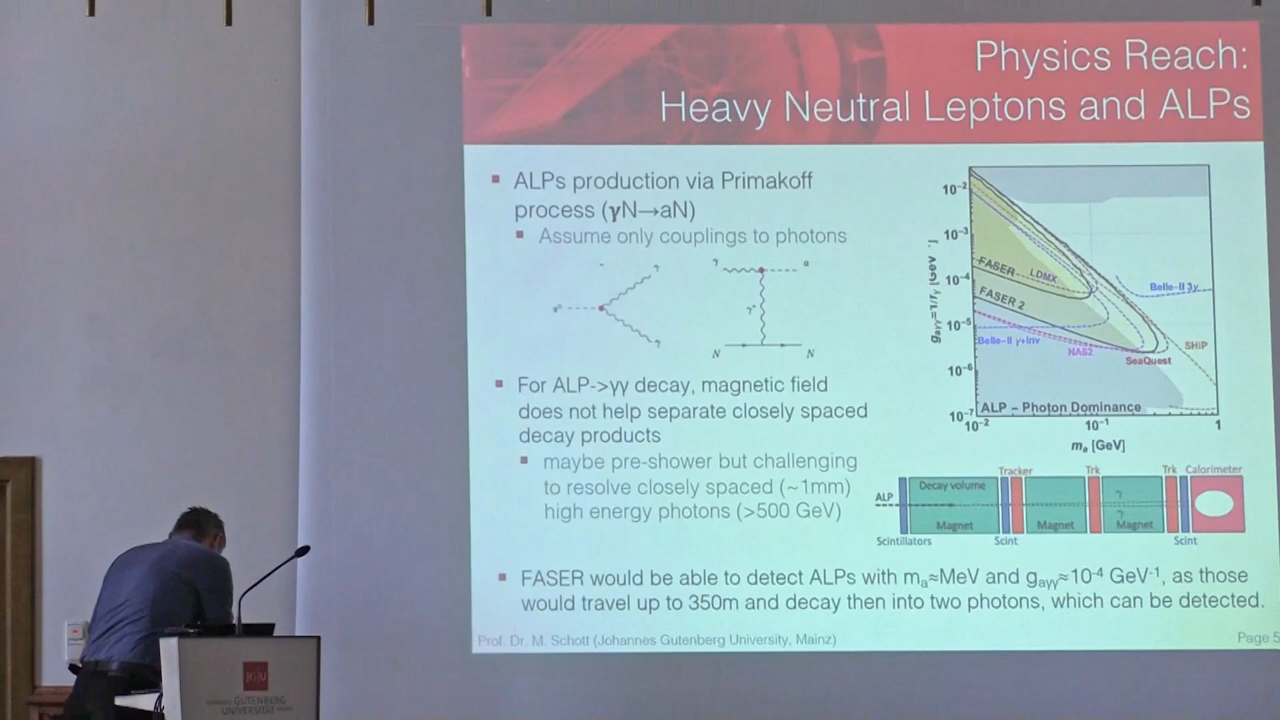 Physics Reach:
Heavy Neutral Leptons and ALPs
ALPs production via Primakoff
process (γN→aN)
Assume only couplings to photons
γ
γ
a
γ*
γ
N
N
For ALP->γγ decay, magnetic field
does not help separate closely spaced
decay products
maybe pre-shower but challenging
to resolve closely spaced (~1mm)
high energy photons (>500 GeV)
10⁻²
10⁻³
10⁻⁴
10⁻⁵
10⁻⁶
10⁻⁷
FASER
LDMX
FASER 2
Belle-II 3γ
Belle-II γ+inv
NA62
SeaQuest
SHiP
ALP – Photon Dominance
10⁻²
10⁻¹
1
mₐ [GeV]
Tracker
Trk
Trk
Calorimeter
ALP
Decay volume
γ
γ
Magnet
Magnet
Magnet
Scintillators
Scint
Scint
FASER would be able to detect ALPs with mₐ≈MeV and gₐγγ≈10⁻⁴ GeV⁻¹, as those
would travel up to 350m and decay then into two photons, which can be detected.
Prof. Dr. M. Schott (Johannes Gutenberg University, Mainz)
Page 5
JG|U
GUTENBERG
UNIVERSITÄT